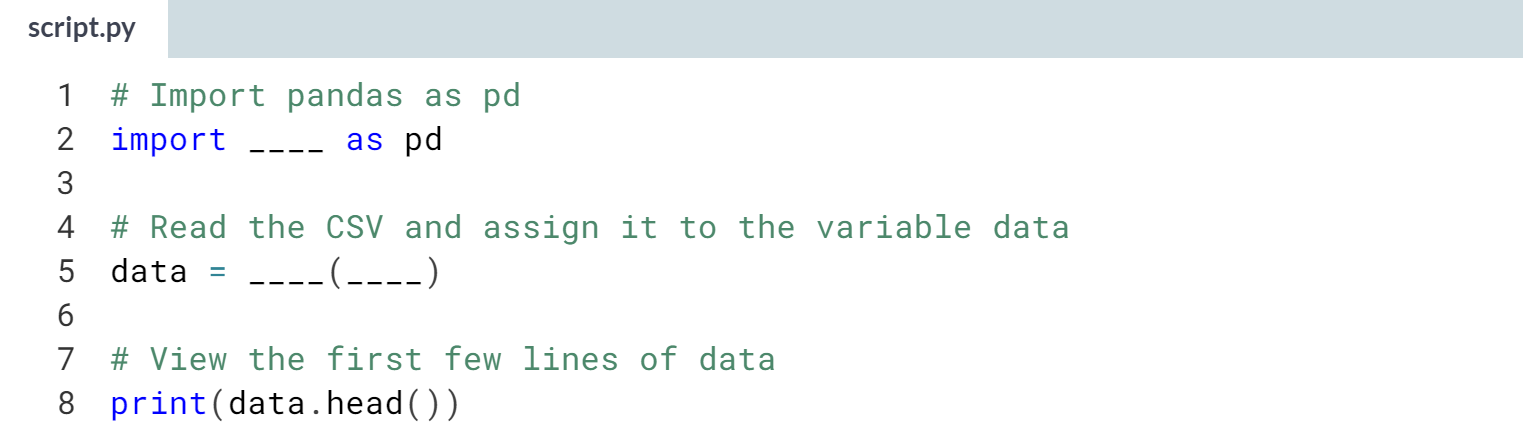 script.py
1 # Import pandas as pd
2 import ____ as pd
3
4 # Read the CSV and assign it to the variable data
5 data = ____(____)
6
7 # View the first few lines of data
8 print(data.head())